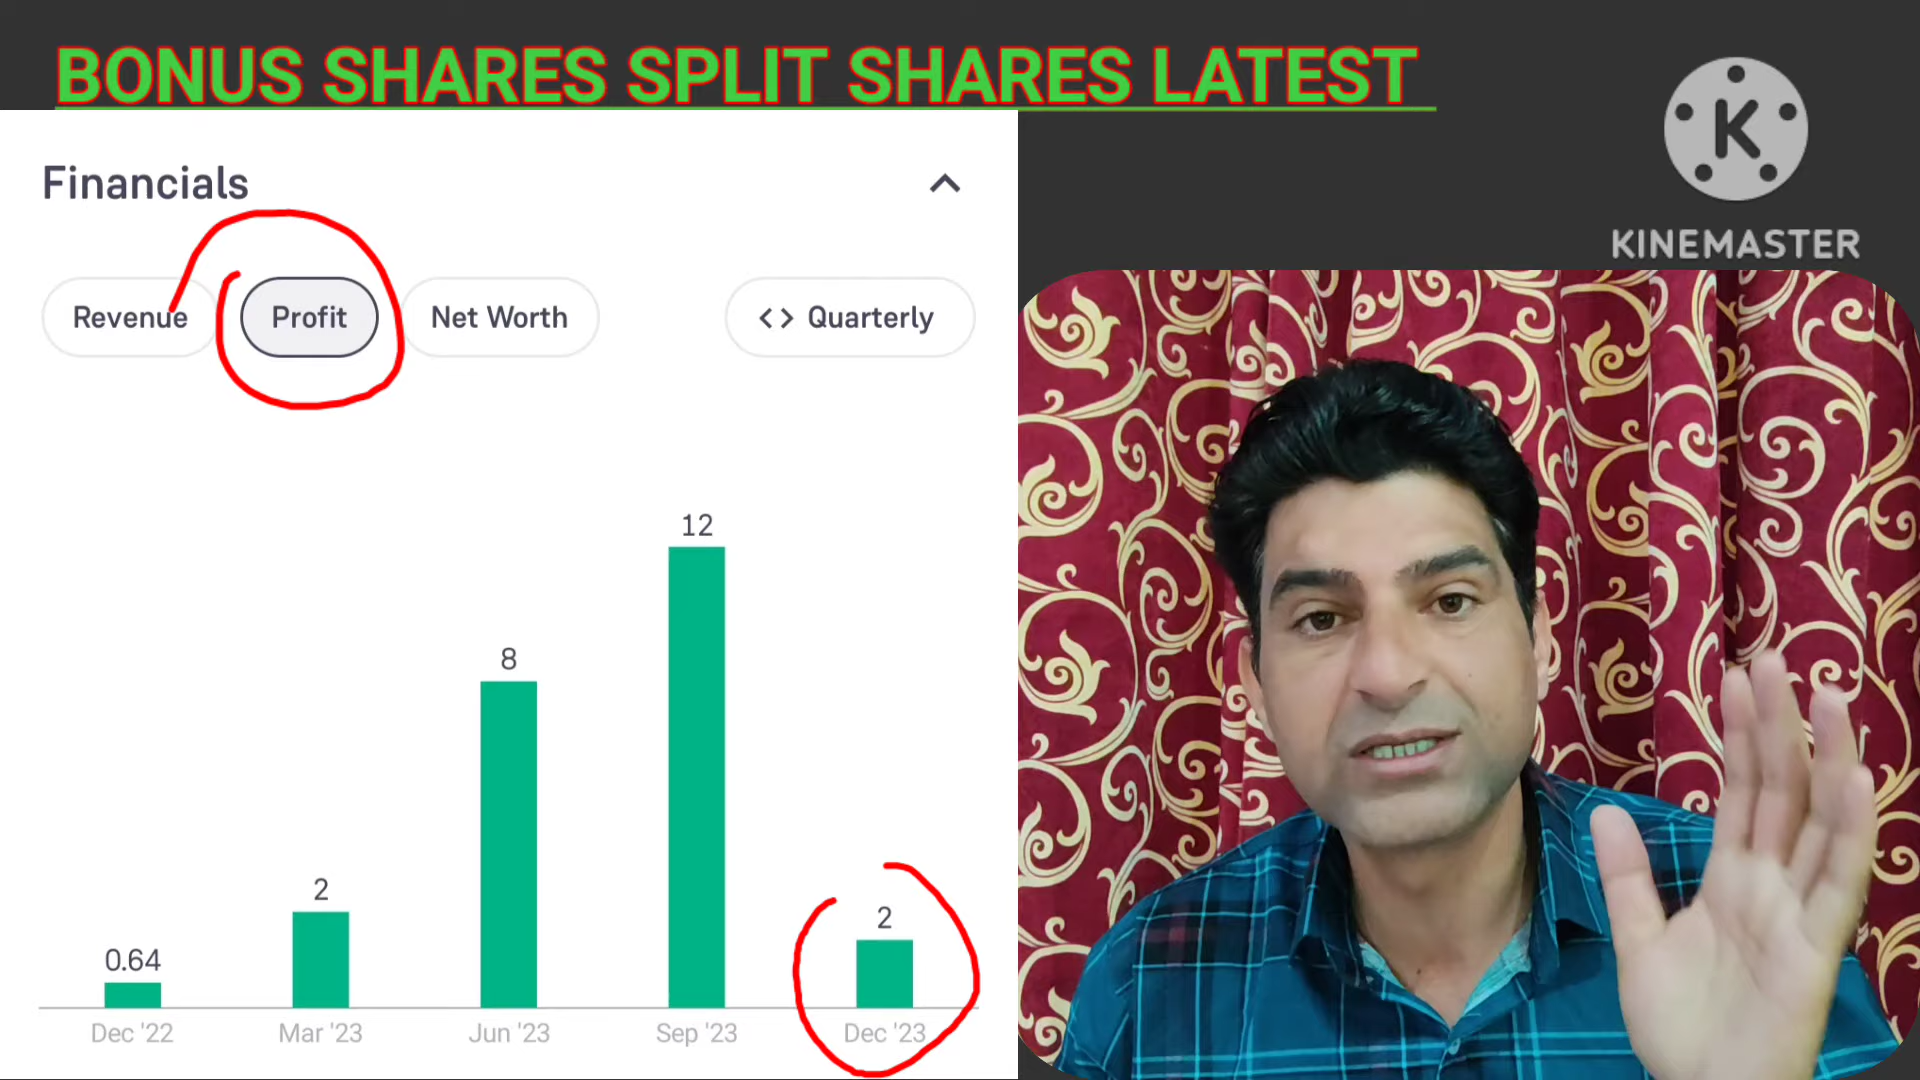 BONUS SHARES SPLIT SHARES LATEST
K
KINEMASTER
Financials
Revenue Profit Net Worth <> Quarterly
12
8
2
2
0.64
Dec '22 Mar '23 Jun '23 Sep '23 Dec '23